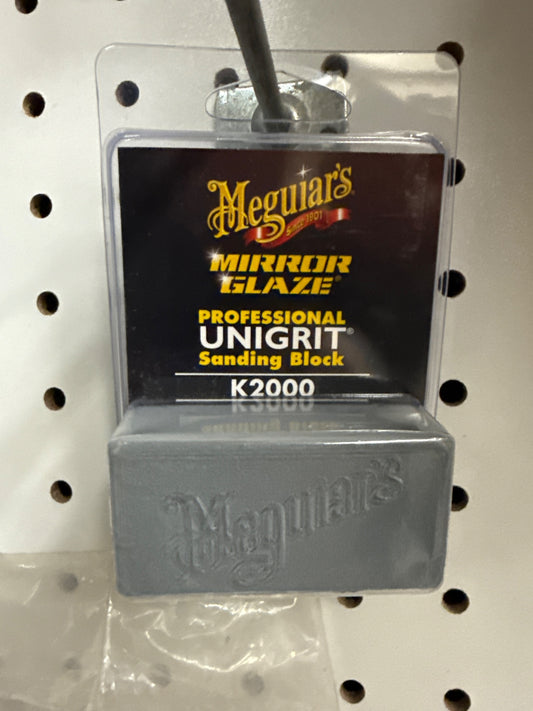 Meguiar's
SINCE 1901
MIRROR
GLAZE®
PROFESSIONAL
UNIGRIT®
Sanding Block
K2000
Meguiar's